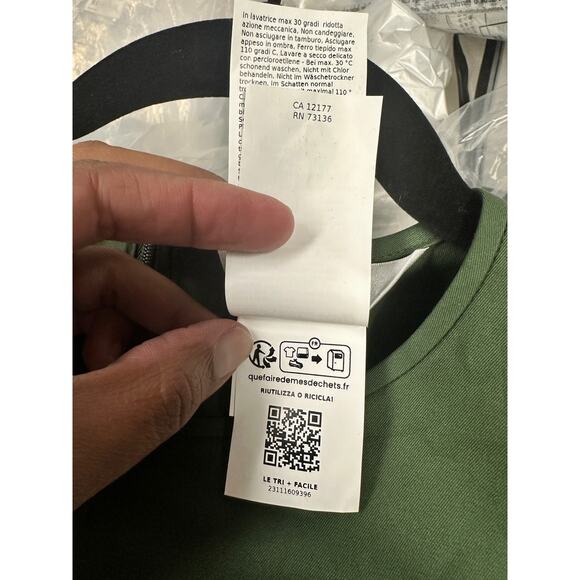 In lavatrice max 30 gradi ridotta
azione meccanica, Non candeggiare,
Non asciugare in tamburo, Asciugare
appeso in ombra, Ferro tiepido max
110 gradi C, Lavare a secco delicato
con percloroetilene - Bei max. 30 °C
schonend waschen, Nicht mit Chlor
behandeln, Nicht im Wäschetrockner
trocknen, Im Schatten normal
maximal 110 °
CA 12177
RN 73136
FR
quefairedemesdechets.fr
RIUTILIZZA O RICICLA!
LE TRI + FACILE
23111609396